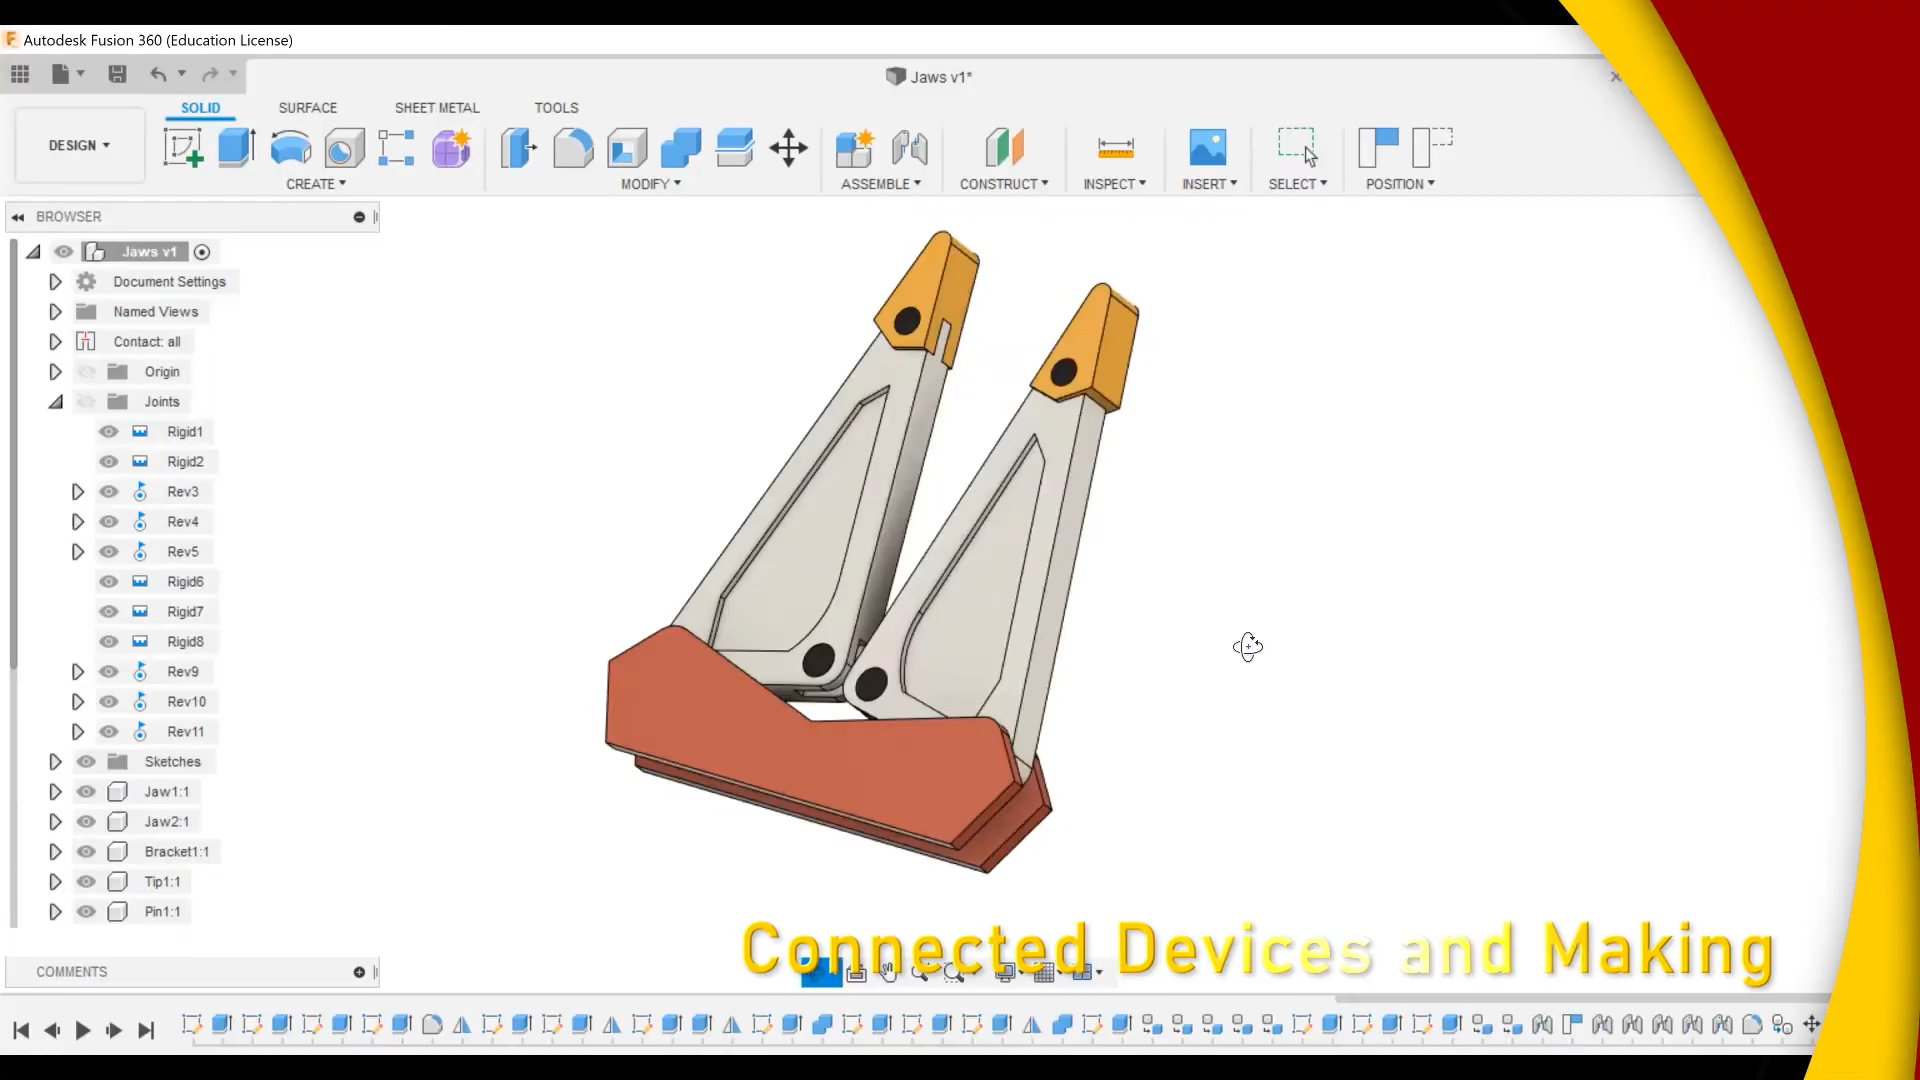 Autodesk Fusion 360 (Education License)
Jaws v1*
SOLID
SURFACE
SHEET METAL
TOOLS
DESIGN
CREATE
MODIFY
ASSEMBLE
CONSTRUCT
INSPECT
INSERT
SELECT
POSITION
BROWSER
Jaws v1
Document Settings
Named Views
Contact: all
Origin
Joints
Rigid1
Rigid2
Rev3
Rev4
Rev5
Rigid6
Rigid7
Rigid8
Rev9
Rev10
Rev11
Sketches
Jaw1:1
Jaw2:1
Bracket1:1
Tip1:1
Pin1:1
Connected Devices and Making
COMMENTS